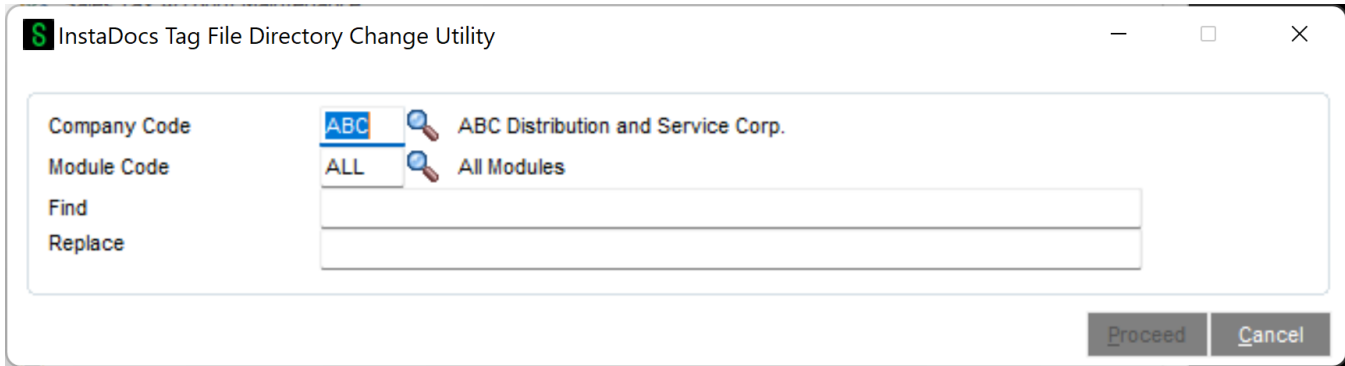 InstaDocs Tag File Directory Change Utility
Company Code ABC ABC Distribution and Service Corp.
Module Code ALL All Modules
Find
Replace
Proceed Cancel